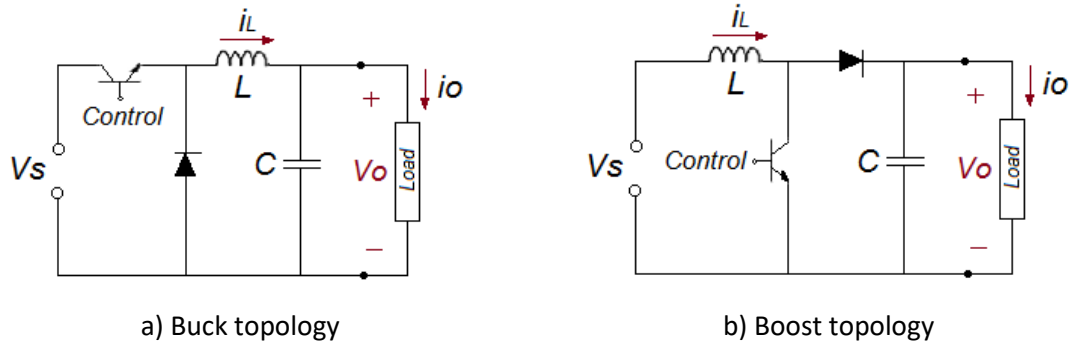 iL
L
Control
Vs
C
+
Vo
−
Load
io
a) Buck topology
iL
L
Control
Vs
C
+
Vo
−
Load
io
b) Boost topology